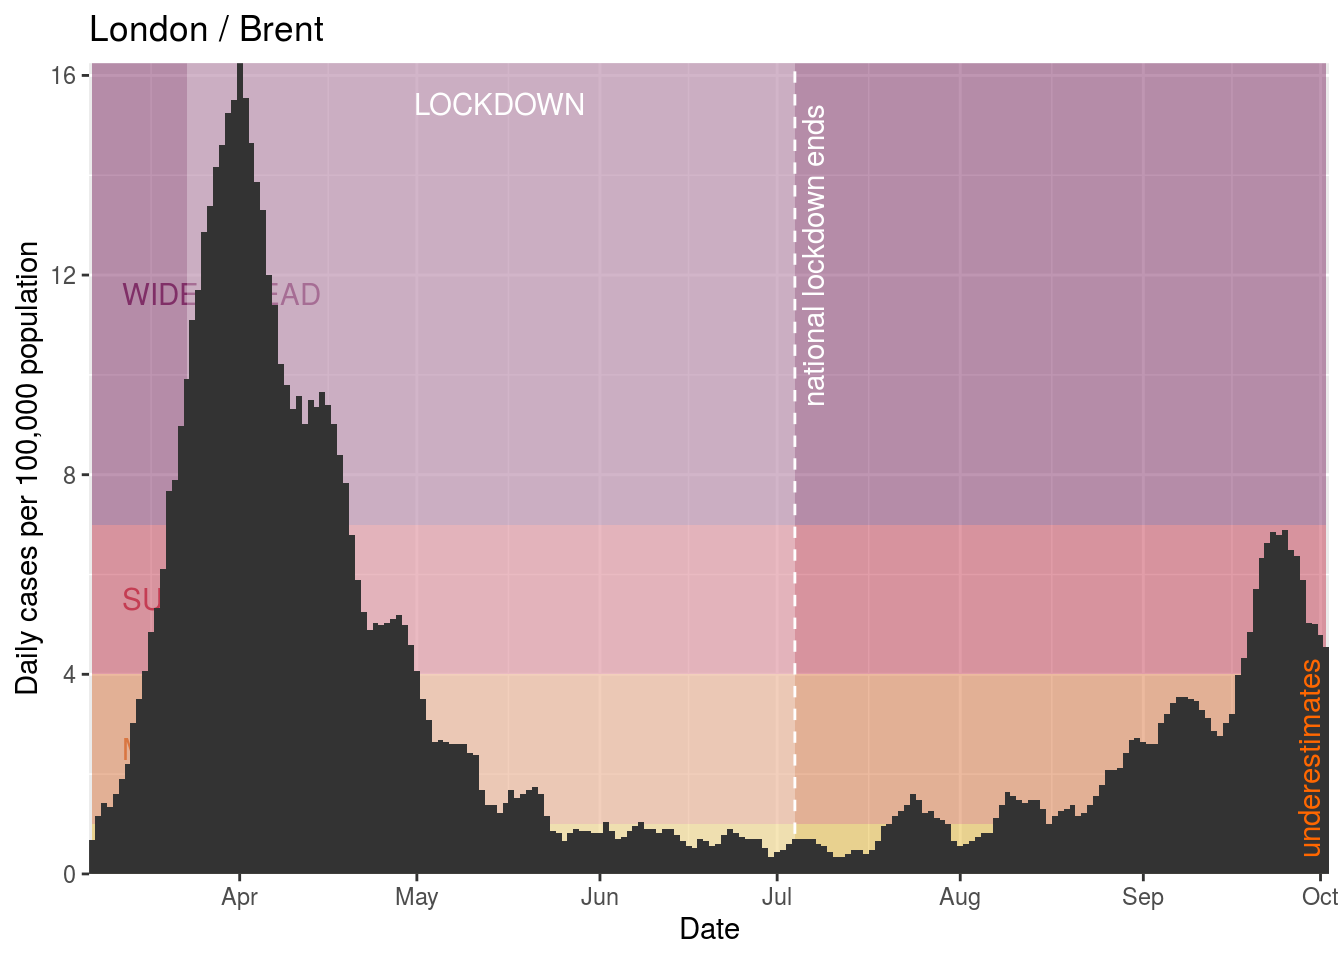 London / Brent
16
12
8
4
0
Daily cases per 100,000 population
LOCKDOWN
national lockdown ends
underestimates
Apr
May
Jun
Jul
Aug
Sep
Oct
Date